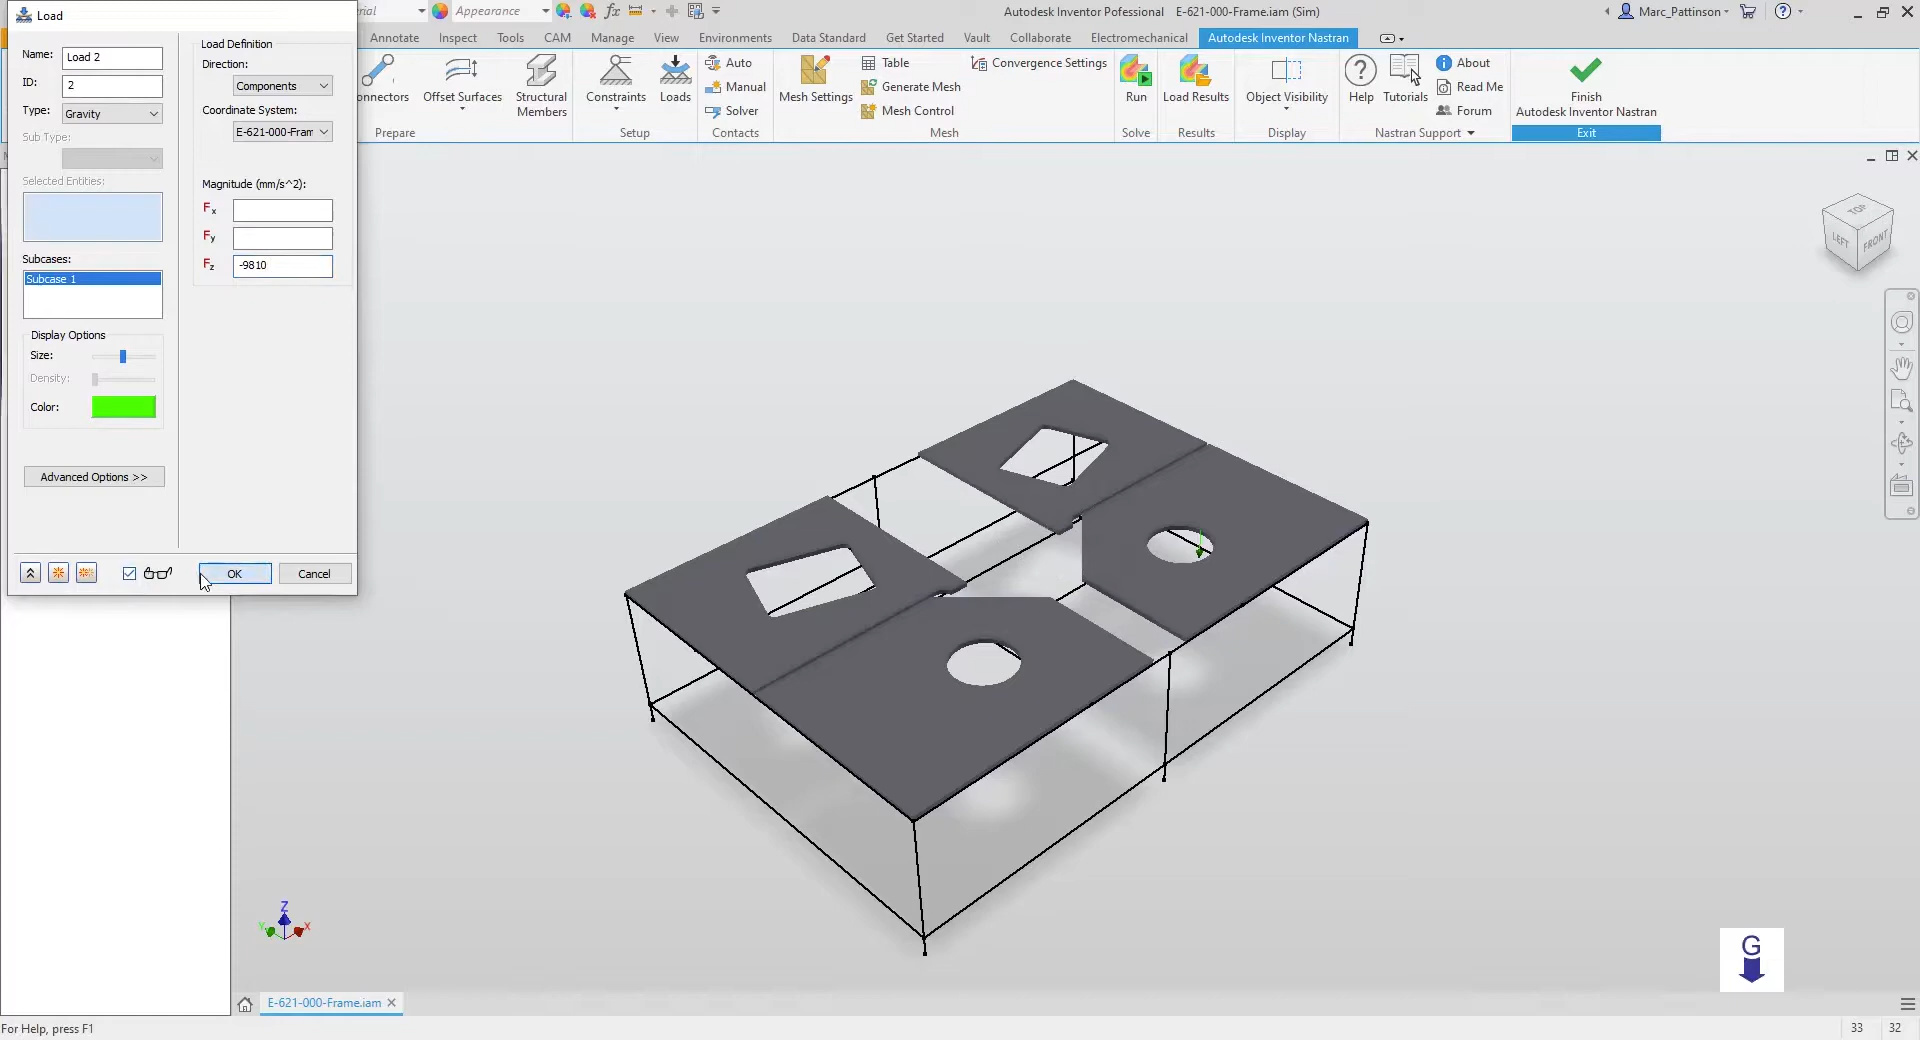 Load
Appearance
Autodesk Inventor Pofessional E-621-000-Frame.iam (Sim)
Marc_Pattinson
Annotate Inspect Tools CAM Manage View Environments Data Standard Get Started Vault Collaborate Electromechanical Autodesk Inventor Nastran
Name: Load 2
ID: 2
Type: Gravity
Sub Type:
Selected Entities:
Subcases:
Subcase 1
Display Options
Size:
Density:
Color:
Advanced Options >>
Load Definition
Direction:
Components
Coordinate System:
E-621-000-Fram
Magnitude (mm/s^2):
Fx
Fy
Fz -9810
OK Cancel
Offset Surfaces
Structural
Members
Prepare
Constraints
Loads
Setup
Auto
Manual
Solver
Contacts
Mesh Settings
Table
Generate Mesh
Mesh Control
Convergence Settings
Mesh
Run
Solve
Load Results
Results
Object Visibility
Display
Help
Tutorials
About
Read Me
Forum
Nastran Support
Finish
Autodesk Inventor Nastran
Exit
TOP
LEFT FRONT
Z
Y X
G
E-621-000-Frame.iam
For Help, press F1
33 32